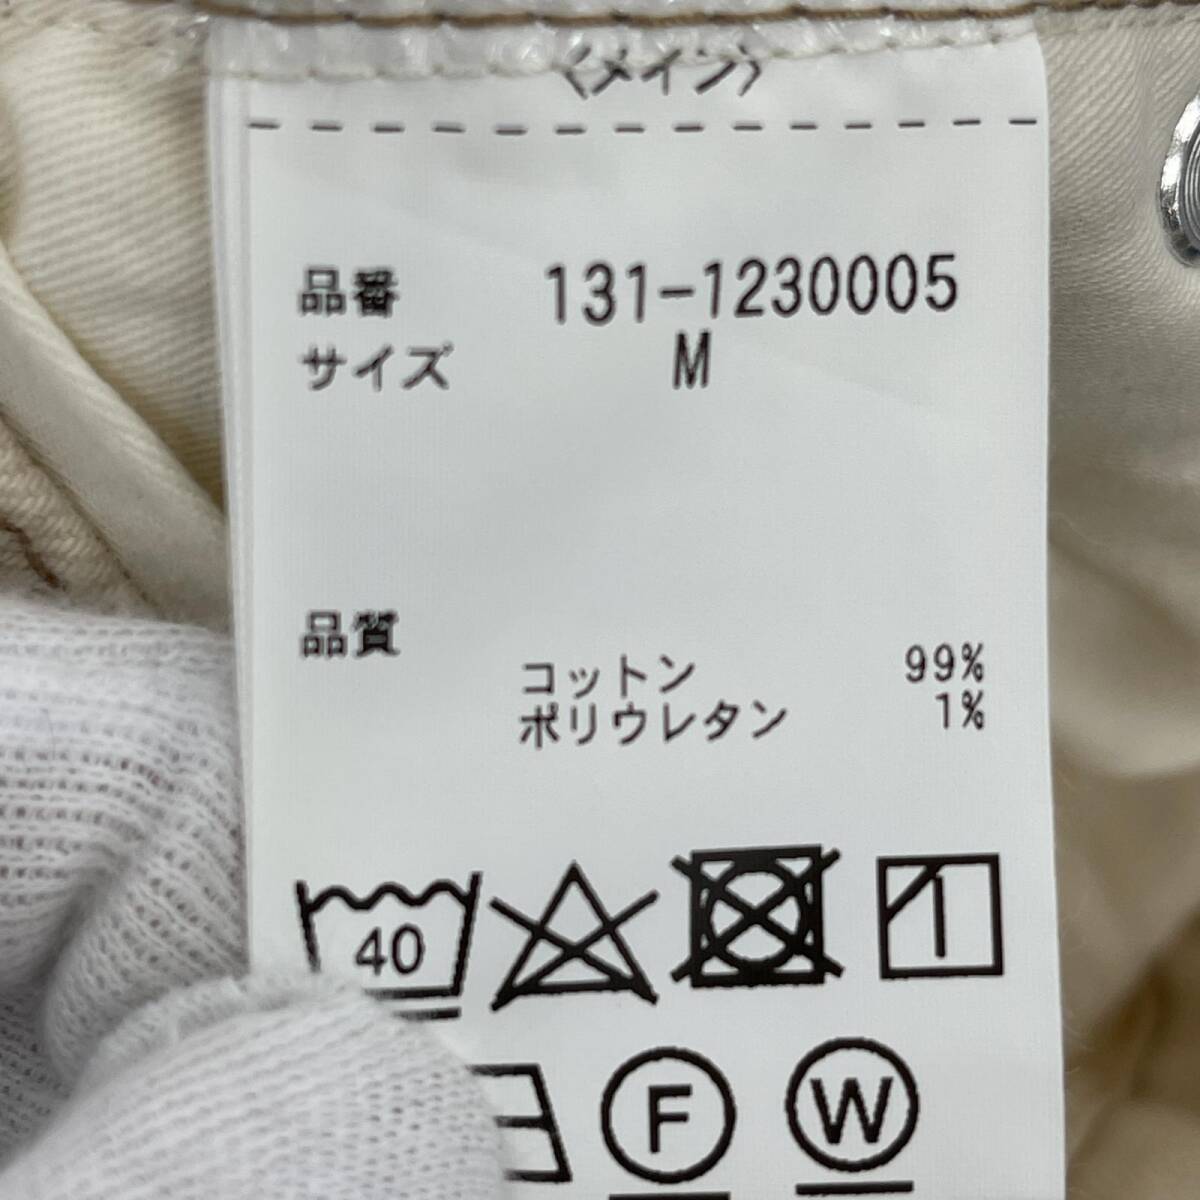 〈メイン〉
品番 131-1230005
サイズ M
品質
コットン 99%
ポリウレタン 1%
40
F W